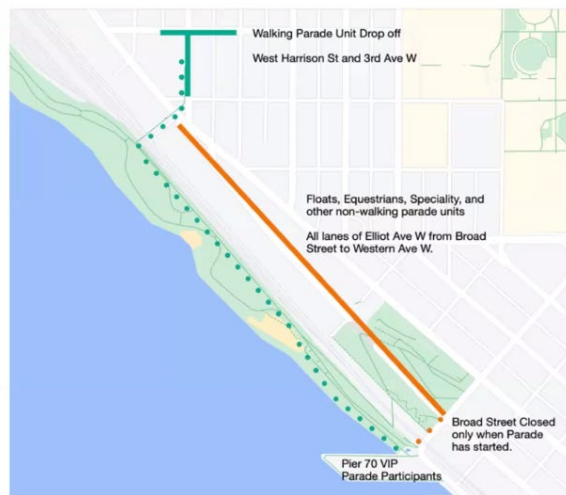 Walking Parade Unit Drop off
West Harrison St and 3rd Ave W
Floats, Equestrians, Speciality, and
other non-walking parade units
All lanes of Elliot Ave W from Broad
Street to Western Ave W.
Broad Street Closed
only when Parade
has started.
Pier 70 VIP
Parade Participants